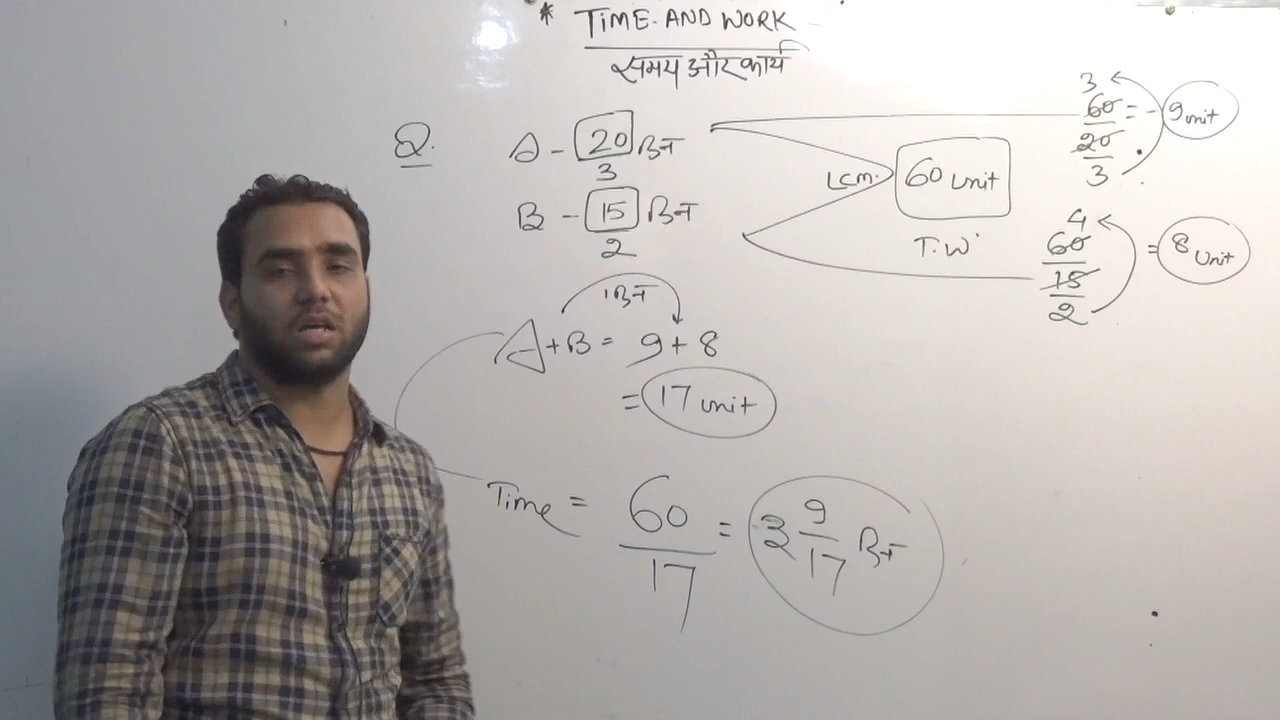 * TIME AND WORK
समय और कार्य
Q. A - 20/3 दिन
B - 15/2 दिन
Lcm. 60 unit
T.W
3
60/20/3 = 9 unit
4
60/15/2 = 8 unit
1 दिन
A+B = 9+8
= 17 unit
Time = 60/17 = 3 9/17 दिन